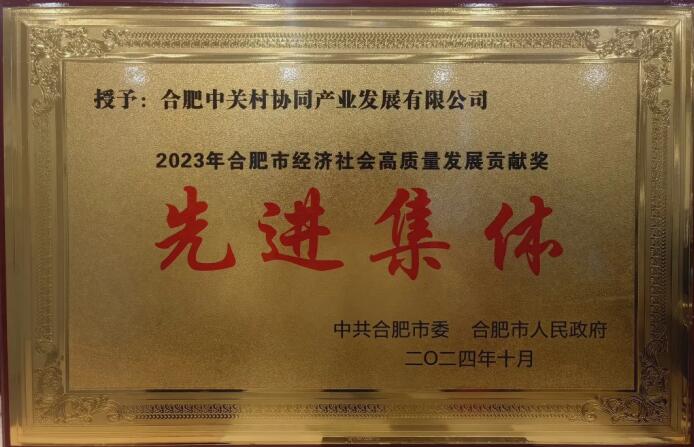 授予：合肥中关村协同产业发展有限公司
2023年合肥市经济社会高质量发展贡献奖
先进集体
中共合肥市委　合肥市人民政府
二〇二四年十月